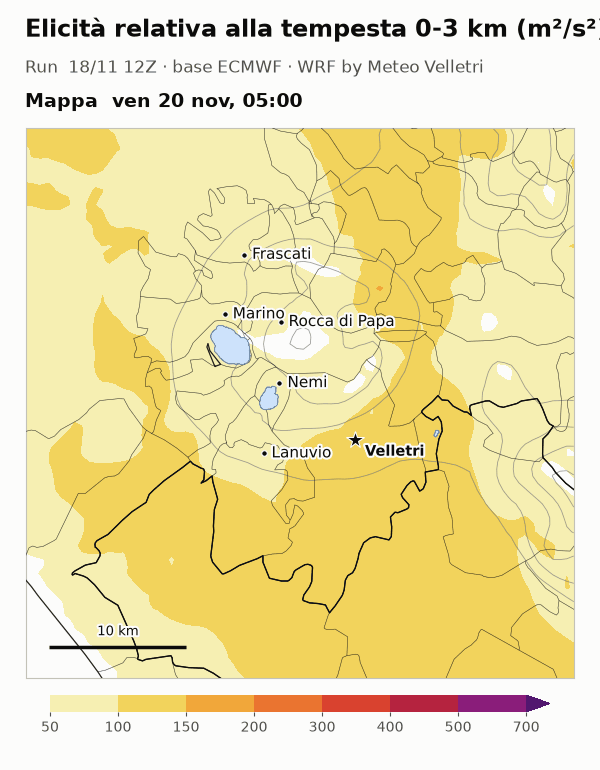 Elicità relativa alla tempesta 0-3 km (m²/s²)
Run 18/11 12Z · base ECMWF · WRF by Meteo Velletri
Mappa ven 20 nov, 05:00
Frascati
Marino
Rocca di Papa
Nemi
Velletri
Lanuvio
10 km
50 100 150 200 300 400 500 700